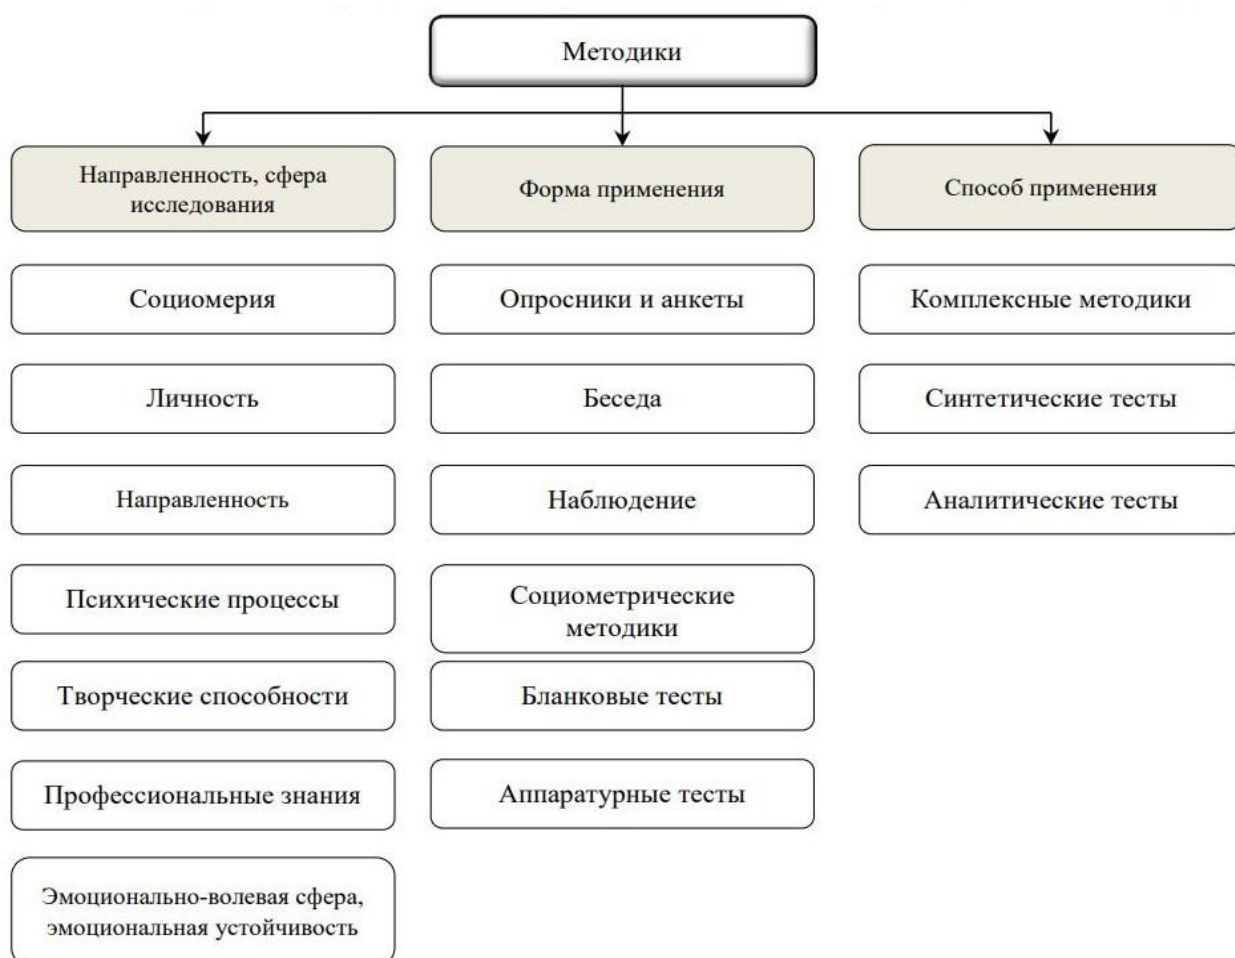 Методики
Направленность, сфера
исследования
Форма применения
Способ применения
Социомерия
Опросники и анкеты
Комплексные методики
Личность
Беседа
Синтетические тесты
Направленность
Наблюдение
Аналитические тесты
Психические процессы
Социометрические
методики
Творческие способности
Бланковые тесты
Профессиональные знания
Аппаратурные тесты
Эмоционально-волевая сфера,
эмоциональная устойчивость